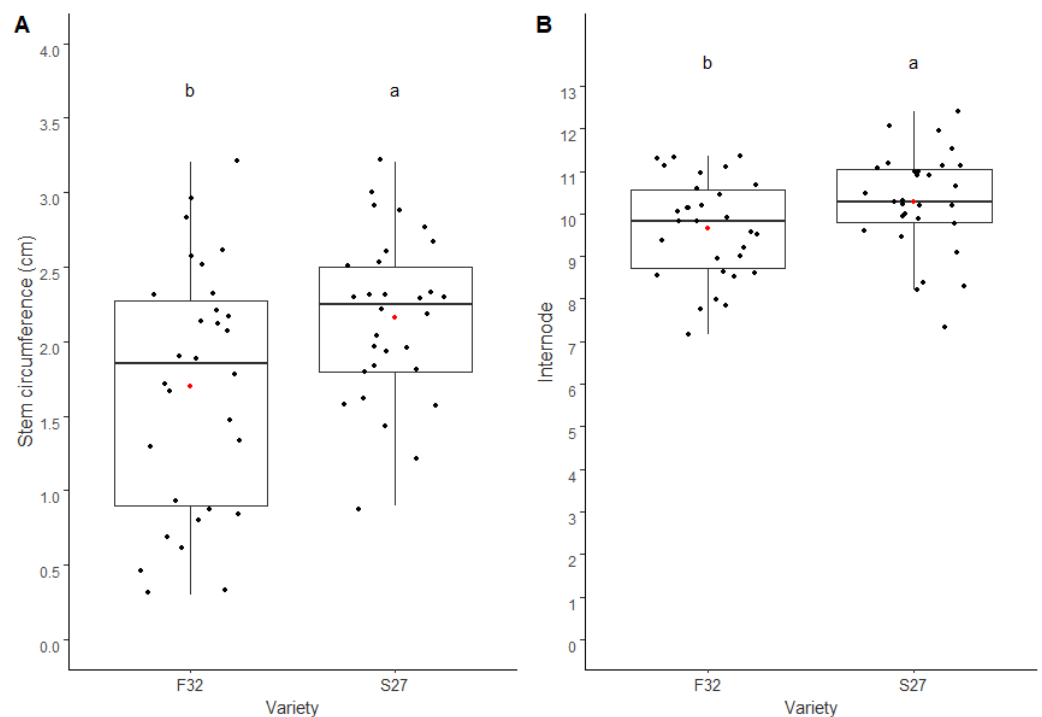 A
Stem circumference (cm)
4.0
3.5
3.0
2.5
2.0
1.5
1.0
0.5
0.0
b
a
F32
S27
Variety
B
Internode
13
12
11
10
9
8
7
6
5
4
3
2
1
0
b
a
F32
S27
Variety